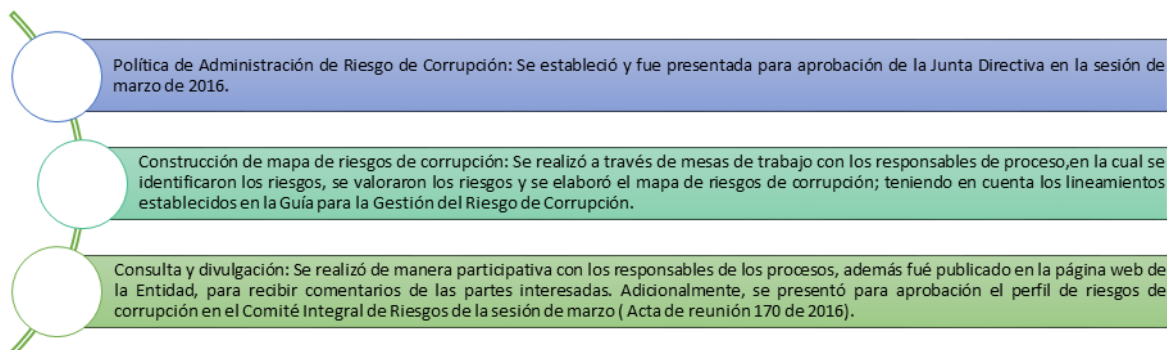 Política de Administración de Riesgo de Corrupción: Se estableció y fue presentada para aprobación de la Junta Directiva en la sesión de
marzo de 2016.
Construcción de mapa de riesgos de corrupción: Se realizó a través de mesas de trabajo con los responsables de proceso,en la cual se
identificaron los riesgos, se valoraron los riesgos y se elaboró el mapa de riesgos de corrupción; teniendo en cuenta los lineamientos
establecidos en la Guía para la Gestión del Riesgo de Corrupción.
Consulta y divulgación: Se realizó de manera participativa con los responsables de los procesos, además fué publicado en la página web de
la Entidad, para recibir comentarios de las partes interesadas. Adicionalmente, se presentó para aprobación el perfil de riesgos de
corrupción en el Comité Integral de Riesgos de la sesión de marzo ( Acta de reunión 170 de 2016).